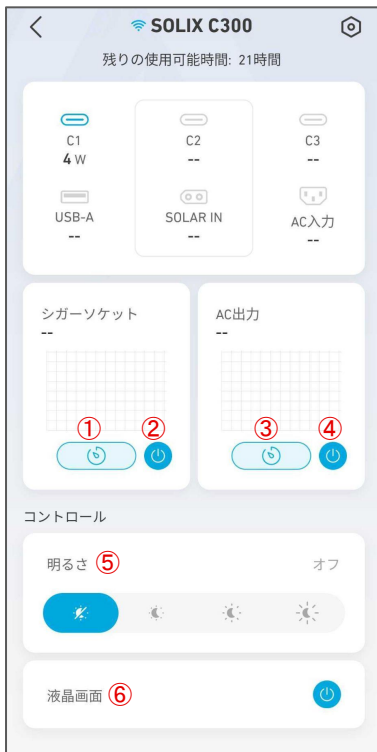 SOLIX C300
残りの使用可能時間: 21時間
C1
4 W
C2
--
C3
--
USB-A
--
SOLAR IN
--
AC入力
--
シガーソケット
--
① ②
AC出力
--
③ ④
コントロール
明るさ ⑤ オフ
液晶画面 ⑥